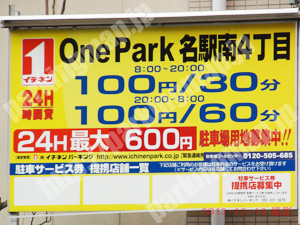 1
イチキン
One Park 名駅南4丁目
8:00~20:00
100円/30分
24H
時間貸
20:00~8:00
100円/60分
24H 最大 600円 駐車場用地募集中!!
イチキンパーキング http://www.ichinenpark.co.jp
0120-505-685
駐車サービス券 提携店舗一覧
駐車サービス券
提携店募集中